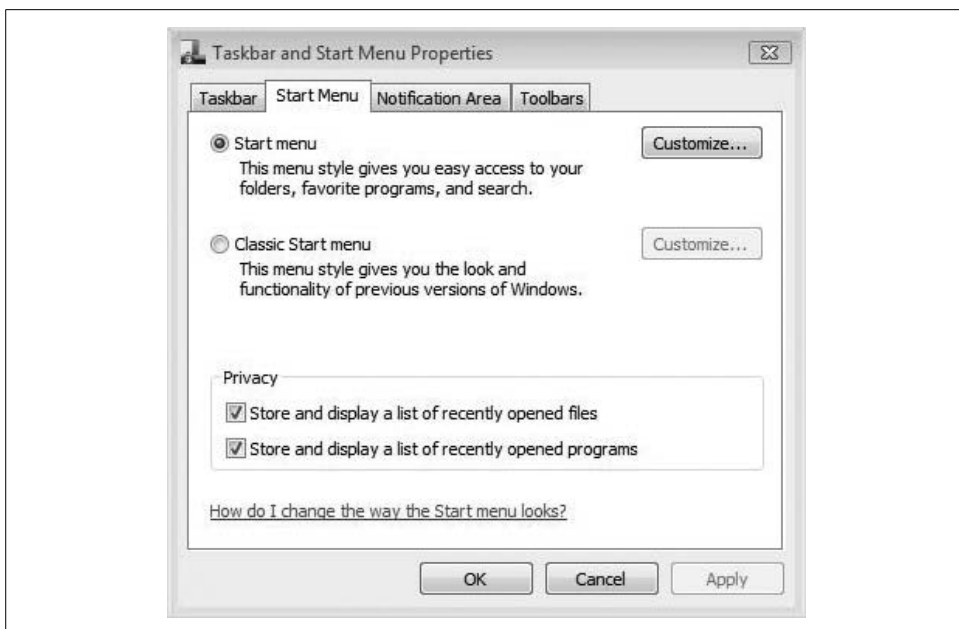 Taskbar and Start Menu Properties
Taskbar Start Menu Notification Area Toolbars
Start menu Customize...
This menu style gives you easy access to your
folders, favorite programs, and search.
Classic Start menu Customize...
This menu style gives you the look and
functionality of previous versions of Windows.
Privacy
Store and display a list of recently opened files
Store and display a list of recently opened programs
How do I change the way the Start menu looks?
OK Cancel Apply